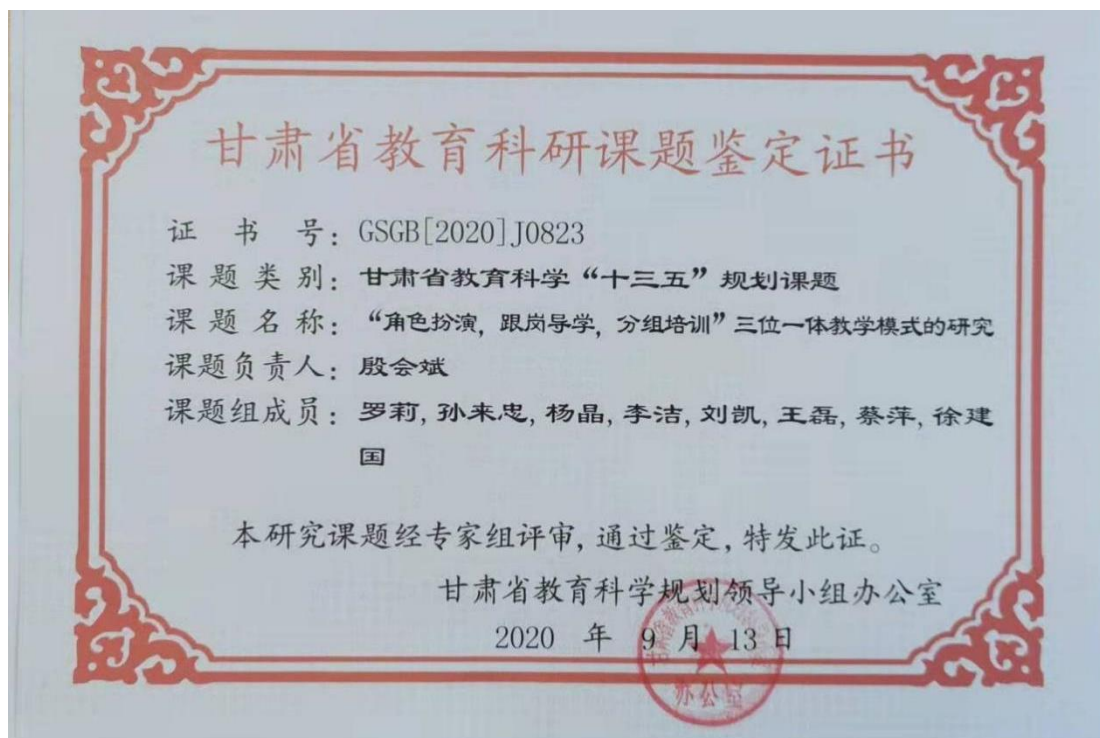 甘肃省教育科研课题鉴定证书
证 书 号：GSGB[2020]J0823
课题类别：甘肃省教育科学“十三五”规划课题
课题名称：“角色扮演，跟岗导学，分组培训”三位一体教学模式的研究
课题负责人：殷会斌
课题组成员：罗莉，孙来忠，杨晶，李洁，刘凯，王磊，蔡萍，徐建
国
本研究课题经专家组评审，通过鉴定，特发此证。
甘肃省教育科学规划领导小组办公室
2020 年 9 月 13 日
办公室